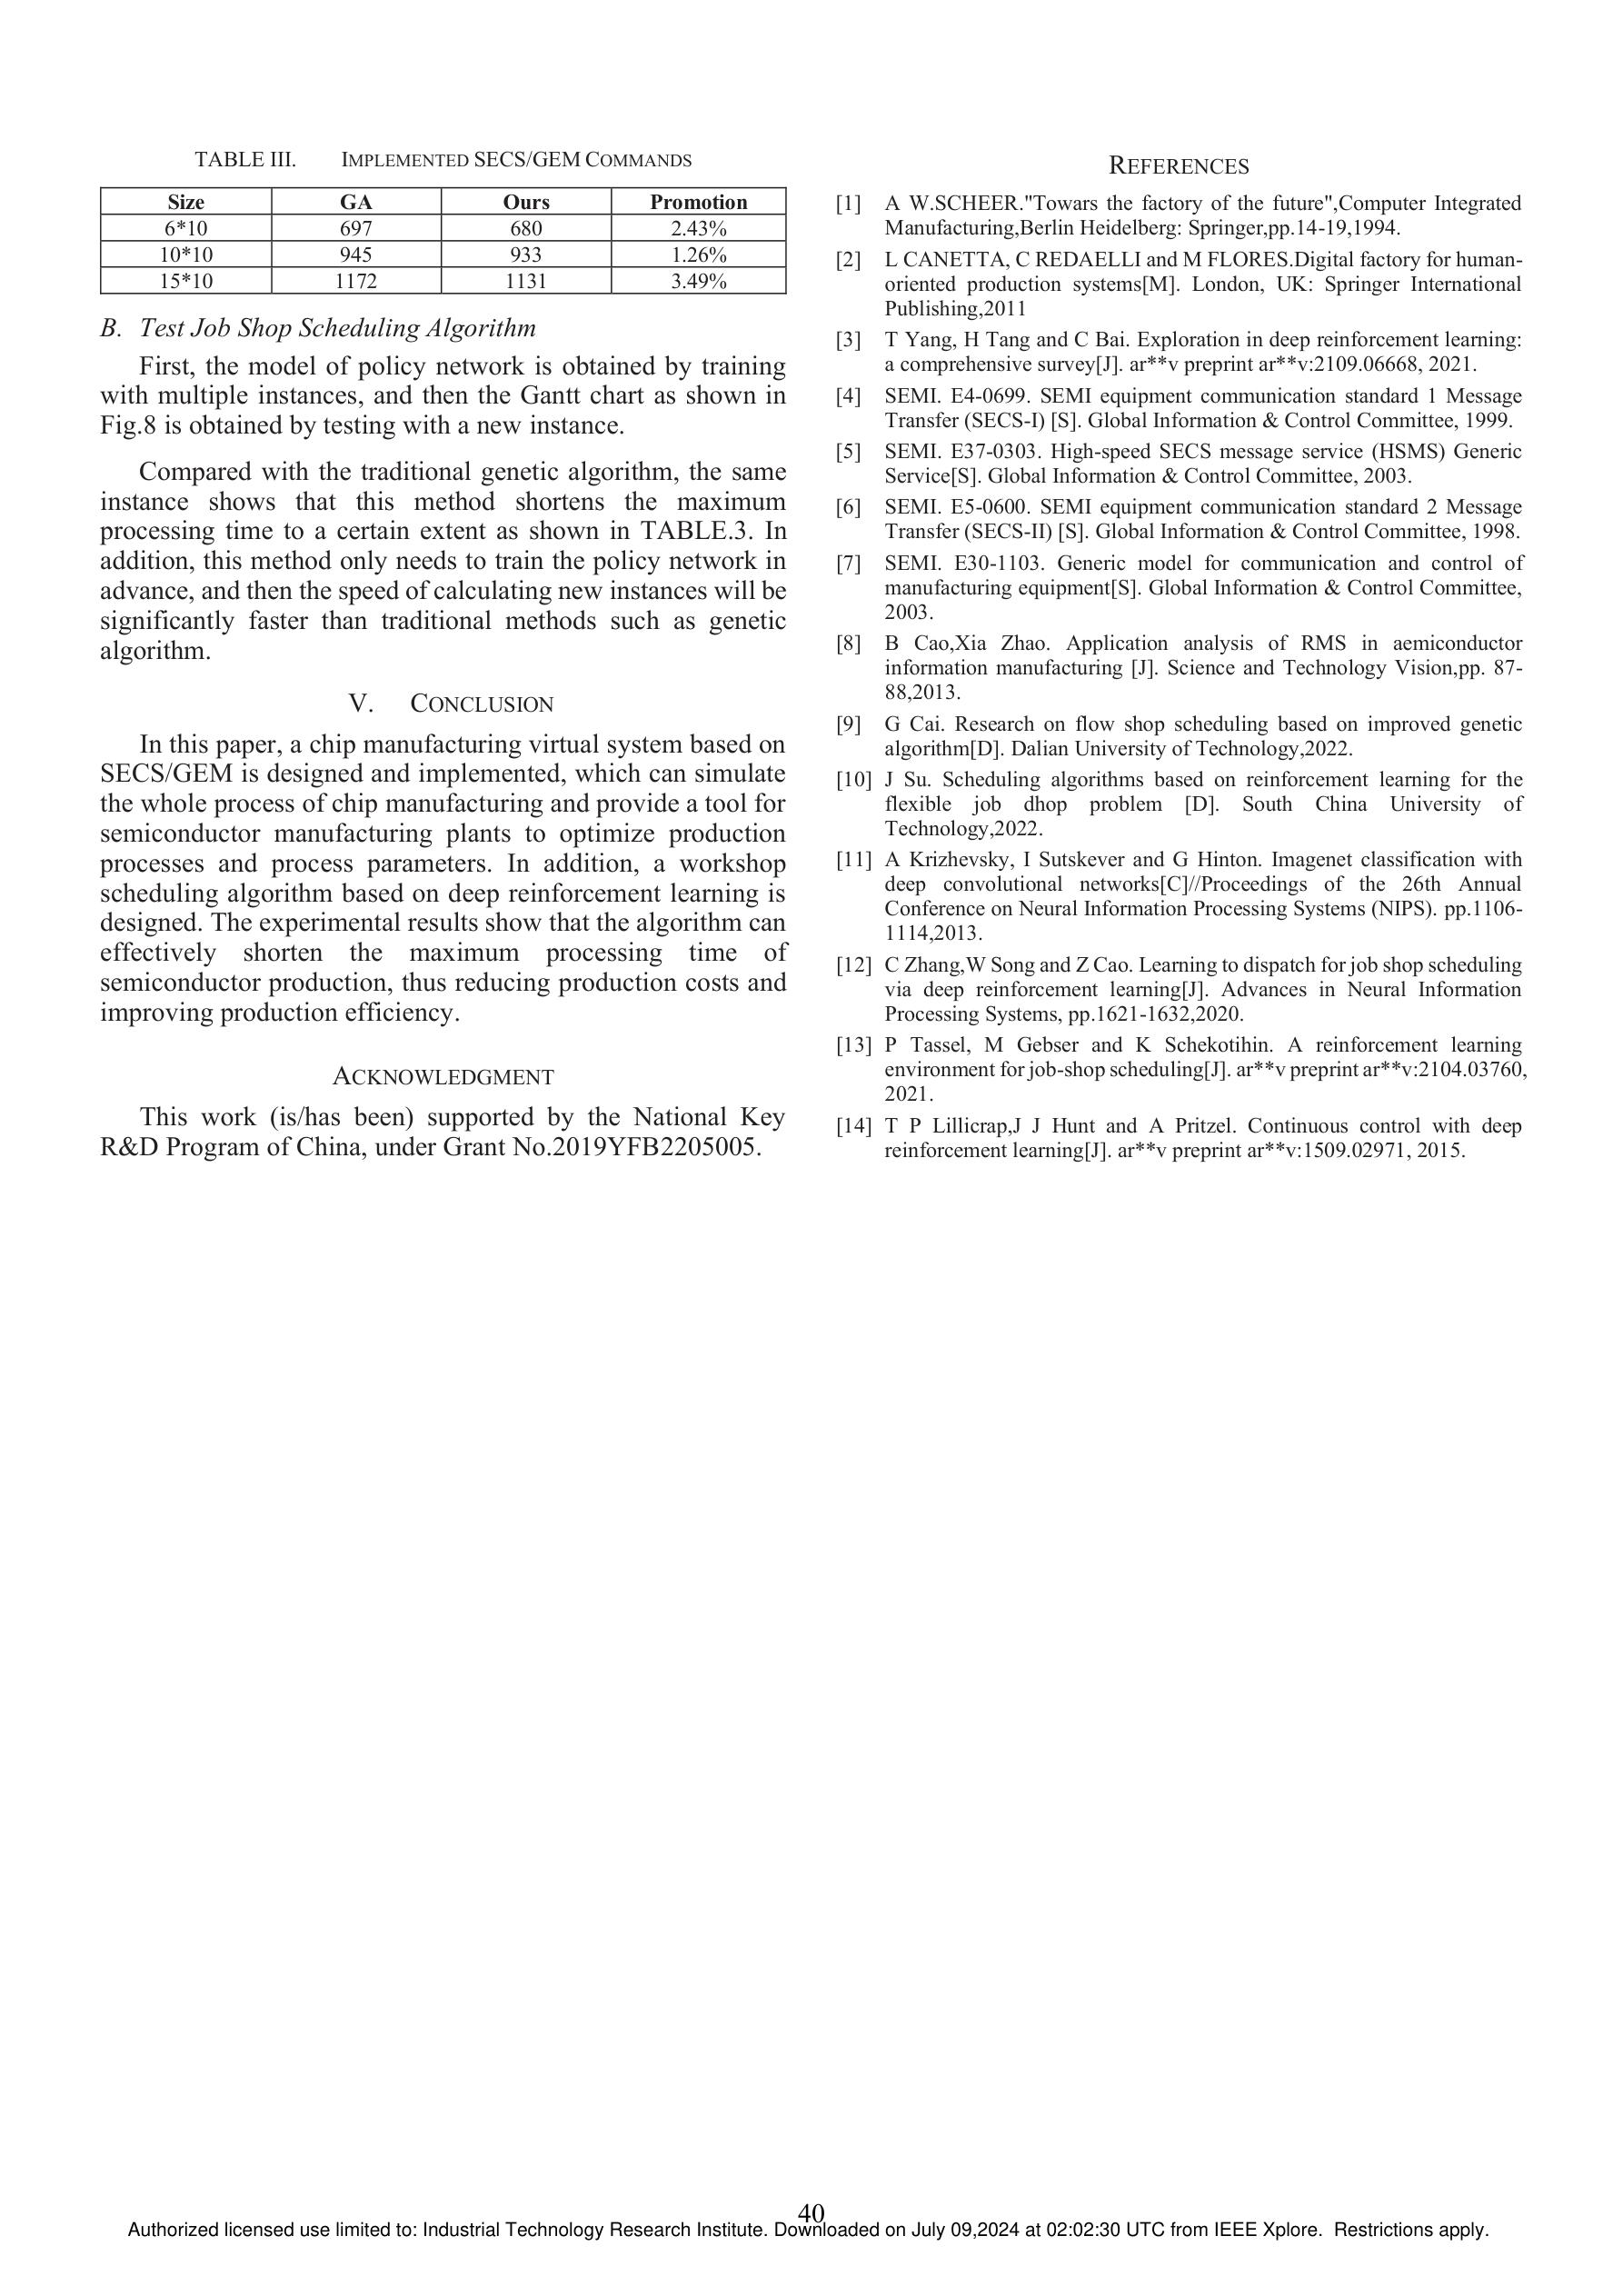 TABLE III. IMPLEMENTED SECS/GEM COMMANDS
Size GA Ours Promotion
6*10 697 680 2.43%
10*10 945 933 1.26%
15*10 1172 1131 3.49%
B. Test Job Shop Scheduling Algorithm
First, the model of policy network is obtained by training
with multiple instances, and then the Gantt chart as shown in
Fig.8 is obtained by testing with a new instance.
Compared with the traditional genetic algorithm, the same
instance shows that this method shortens the maximum
processing time to a certain extent as shown in TABLE.3. In
addition, this method only needs to train the policy network in
advance, and then the speed of calculating new instances will be
significantly faster than traditional methods such as genetic
algorithm.
V. CONCLUSION
In this paper, a chip manufacturing virtual system based on
SECS/GEM is designed and implemented, which can simulate
the whole process of chip manufacturing and provide a tool for
semiconductor manufacturing plants to optimize production
processes and process parameters. In addition, a workshop
scheduling algorithm based on deep reinforcement learning is
designed. The experimental results show that the algorithm can
effectively shorten the maximum processing time of
semiconductor production, thus reducing production costs and
improving production efficiency.
ACKNOWLEDGMENT
This work (is/has been) supported by the National Key
R&D Program of China, under Grant No.2019YFB2205005.
REFERENCES
[1] A W.SCHEER."Towars the factory of the future",Computer Integrated
Manufacturing,Berlin Heidelberg: Springer,pp.14-19,1994.
[2] L CANETTA, C REDAELLI and M FLORES.Digital factory for human-
oriented production systems[M]. London, UK: Springer International
Publishing,2011
[3] T Yang, H Tang and C Bai. Exploration in deep reinforcement learning:
a comprehensive survey[J]. ar**v preprint ar**v:2109.06668, 2021.
[4] SEMI. E4-0699. SEMI equipment communication standard 1 Message
Transfer (SECS-I) [S]. Global Information & Control Committee, 1999.
[5] SEMI. E37-0303. High-speed SECS message service (HSMS) Generic
Service[S]. Global Information & Control Committee, 2003.
[6] SEMI. E5-0600. SEMI equipment communication standard 2 Message
Transfer (SECS-II) [S]. Global Information & Control Committee, 1998.
[7] SEMI. E30-1103. Generic model for communication and control of
manufacturing equipment[S]. Global Information & Control Committee,
2003.
[8] B Cao,Xia Zhao. Application analysis of RMS in aemiconductor
information manufacturing [J]. Science and Technology Vision,pp. 87-
88,2013.
[9] G Cai. Research on flow shop scheduling based on improved genetic
algorithm[D]. Dalian University of Technology,2022.
[10] J Su. Scheduling algorithms based on reinforcement learning for the
flexible job dhop problem [D]. South China University of
Technology,2022.
[11] A Krizhevsky, I Sutskever and G Hinton. Imagenet classification with
deep convolutional networks[C]//Proceedings of the 26th Annual
Conference on Neural Information Processing Systems (NIPS). pp.1106-
1114,2013.
[12] C Zhang,W Song and Z Cao. Learning to dispatch for job shop scheduling
via deep reinforcement learning[J]. Advances in Neural Information
Processing Systems, pp.1621-1632,2020.
[13] P Tassel, M Gebser and K Schekotihin. A reinforcement learning
environment for job-shop scheduling[J]. ar**v preprint ar**v:2104.03760,
2021.
[14] T P Lillicrap,J J Hunt and A Pritzel. Continuous control with deep
reinforcement learning[J]. ar**v preprint ar**v:1509.02971, 2015.
40
Authorized licensed use limited to: Industrial Technology Research Institute. Downloaded on July 09,2024 at 02:02:30 UTC from IEEE Xplore. Restrictions apply.